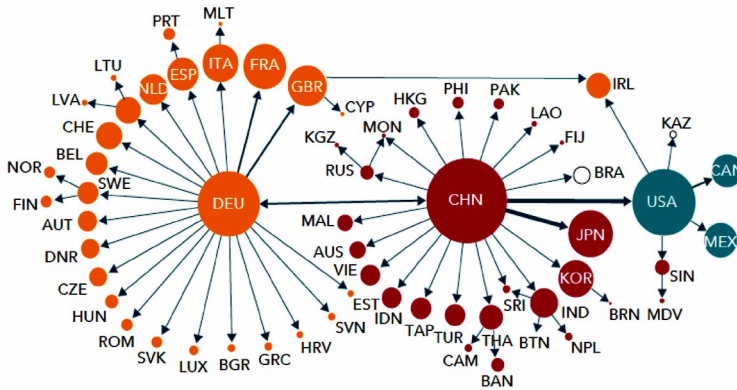 MLT
PRT
ITA
FRA
LTU
ESP
NLD
GBR
LVA
CYP
CHE
BEL
NOR
SWE
FIN
DEU
AUT
DNR
CZE
HUN
ROM
SVK
LUX
BGR
GRC
HRV
SVN
IRL
PHI
PAK
HKG
LAO
MON
KGZ
FIJ
RUS
BRA
KAZ
CHN
USA
CAN
MEX
MAL
AUS
VIE
JPN
KOR
EST
IDN
TAP
TUR
THA
SRI
IND
CAM
BAN
BTN
NPL
BRN
SIN
MDV